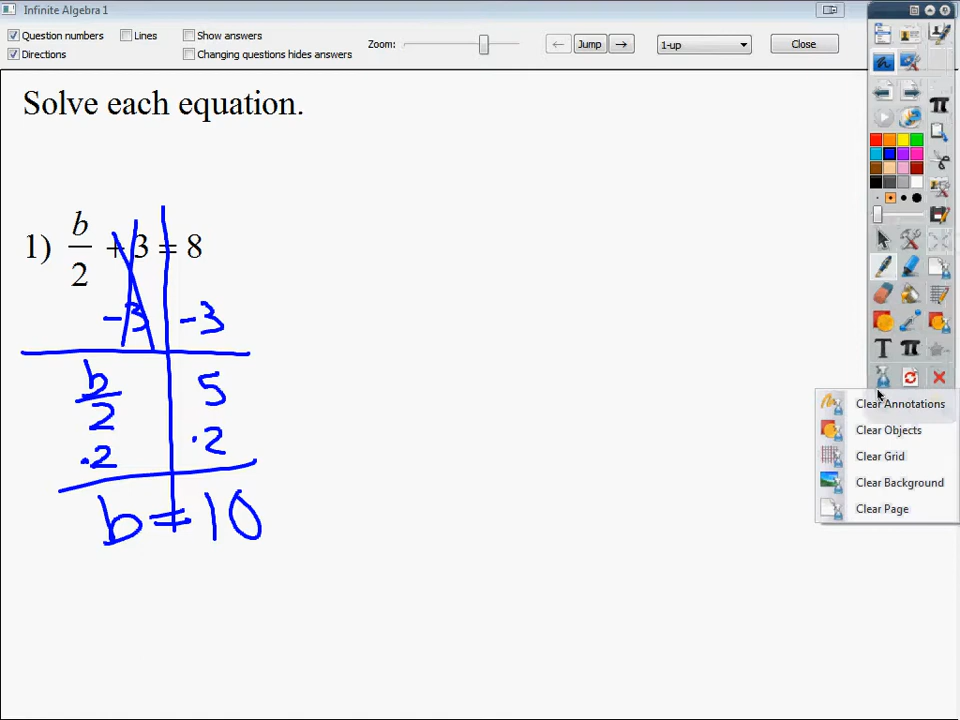 Infinite Algebra 1
Question numbers Lines Show answers
Directions Changing questions hides answers
Zoom: ← Jump → 1-up Close
Solve each equation.
1) b/2 + 3 = 8
-3 -3
b/2 5
.2 .2
b = 10
π
T π
Clear Annotations
Clear Objects
Clear Grid
Clear Background
Clear Page